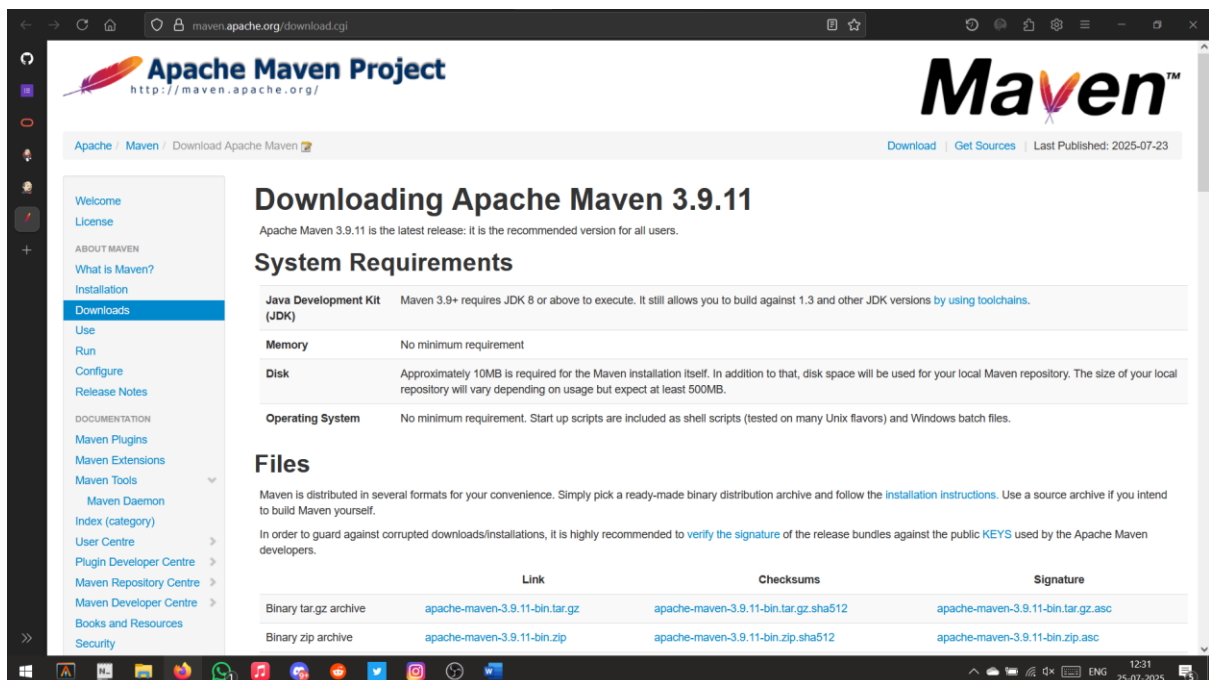 maven.apache.org/download.cgi
Apache Maven Project
http://maven.apache.org/
Maven™
Apache / Maven / Download Apache Maven
Download | Get Sources | Last Published: 2025-07-23
Welcome
License
ABOUT MAVEN
What is Maven?
Installation
Downloads
Use
Run
Configure
Release Notes
DOCUMENTATION
Maven Plugins
Maven Extensions
Maven Tools
Maven Daemon
Index (category)
User Centre
Plugin Developer Centre
Maven Repository Centre
Maven Developer Centre
Books and Resources
Security
Downloading Apache Maven 3.9.11
Apache Maven 3.9.11 is the latest release: it is the recommended version for all users.
System Requirements
Java Development Kit (JDK) Maven 3.9+ requires JDK 8 or above to execute. It still allows you to build against 1.3 and other JDK versions by using toolchains.
Memory No minimum requirement
Disk Approximately 10MB is required for the Maven installation itself. In addition to that, disk space will be used for your local Maven repository. The size of your local
repository will vary depending on usage but expect at least 500MB.
Operating System No minimum requirement. Start up scripts are included as shell scripts (tested on many Unix flavors) and Windows batch files.
Files
Maven is distributed in several formats for your convenience. Simply pick a ready-made binary distribution archive and follow the installation instructions. Use a source archive if you intend
to build Maven yourself.
In order to guard against corrupted downloads/installations, it is highly recommended to verify the signature of the release bundles against the public KEYS used by the Apache Maven
developers.
Link Checksums Signature
Binary tar.gz archive apache-maven-3.9.11-bin.tar.gz apache-maven-3.9.11-bin.tar.gz.sha512 apache-maven-3.9.11-bin.tar.gz.asc
Binary zip archive apache-maven-3.9.11-bin.zip apache-maven-3.9.11-bin.zip.sha512 apache-maven-3.9.11-bin.zip.asc
ENG
12:31
25-07-2025